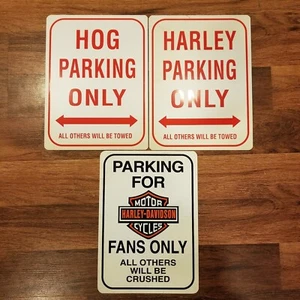 HOG
PARKING
ONLY
ALL OTHERS WILL BE TOWED
HARLEY
PARKING
ONLY
ALL OTHERS WILL BE TOWED
PARKING
FOR
MOTOR
HARLEY-DAVIDSON
CYCLES
FANS ONLY
ALL OTHERS
WILL BE
CRUSHED